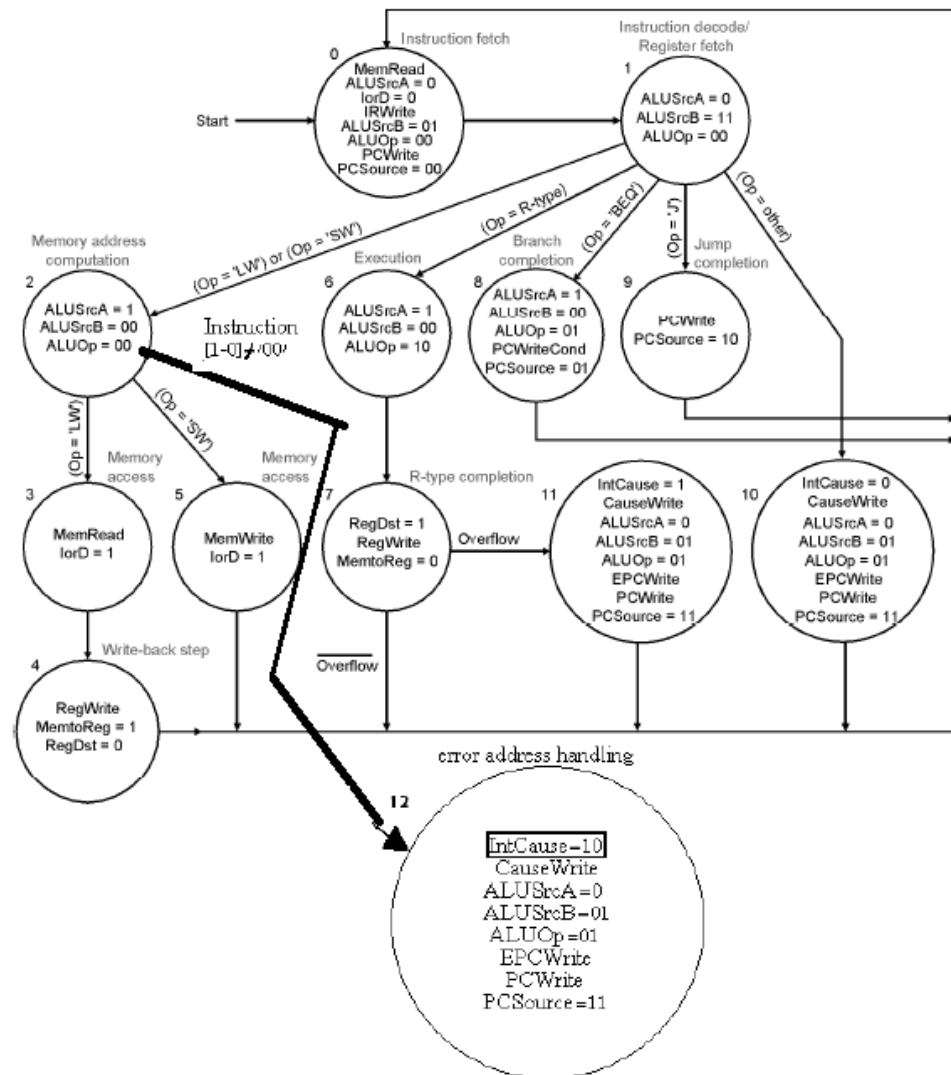 Instruction fetch
0
MemRead
ALUSrcA = 0
IorD = 0
IRWrite
ALUSrcB = 01
ALUOp = 00
PCWrite
PCSource = 00
Start
Instruction decode/
Register fetch
1
ALUSrcA = 0
ALUSrcB = 11
ALUOp = 00
(Op = 'LW') or (Op = 'SW')
(Op = R-type)
(Op = 'BEQ')
(Op = 'J')
(Op = other)
Memory address
computation
2
ALUSrcA = 1
ALUSrcB = 00
ALUOp = 00
Instruction
[1-0]≠'00'
Execution
6
ALUSrcA = 1
ALUSrcB = 00
ALUOp = 10
Branch
completion
8
ALUSrcA = 1
ALUSrcB = 00
ALUOp = 01
PCWriteCond
PCSource = 01
Jump
completion
9
PCWrite
PCSource = 10
(Op = 'LW')
(Op = 'SW')
Memory
access
3
MemRead
IorD = 1
Memory
access
5
MemWrite
IorD = 1
R-type completion
7
RegDst = 1
RegWrite
MemtoReg = 0
Overflow
Overflow
11
IntCause = 1
CauseWrite
ALUSrcA = 0
ALUSrcB = 01
ALUOp = 01
EPCWrite
PCWrite
PCSource = 11
10
IntCause = 0
CauseWrite
ALUSrcA = 0
ALUSrcB = 01
ALUOp = 01
EPCWrite
PCWrite
PCSource = 11
Write-back step
4
RegWrite
MemtoReg = 1
RegDst = 0
error address handling
12
IntCause=10
CauseWrite
ALUSrcA=0
ALUSrcB=01
ALUOp=01
EPCWrite
PCWrite
PCSource=11